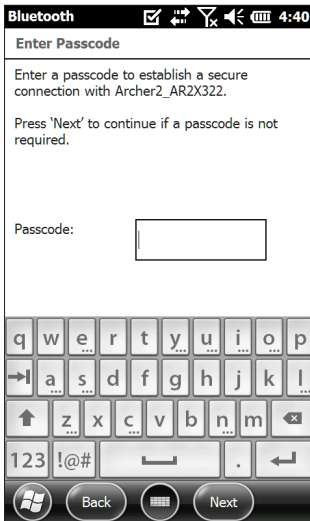 Bluetooth 4:40
Enter Passcode
Enter a passcode to establish a secure
connection with Archer2_AR2X322.
Press ‘Next’ to continue if a passcode is not
required.
Passcode:
q w e r t y u i o p
a s d f g h j k l
z x c v b n m
123 !@# .
Back Next